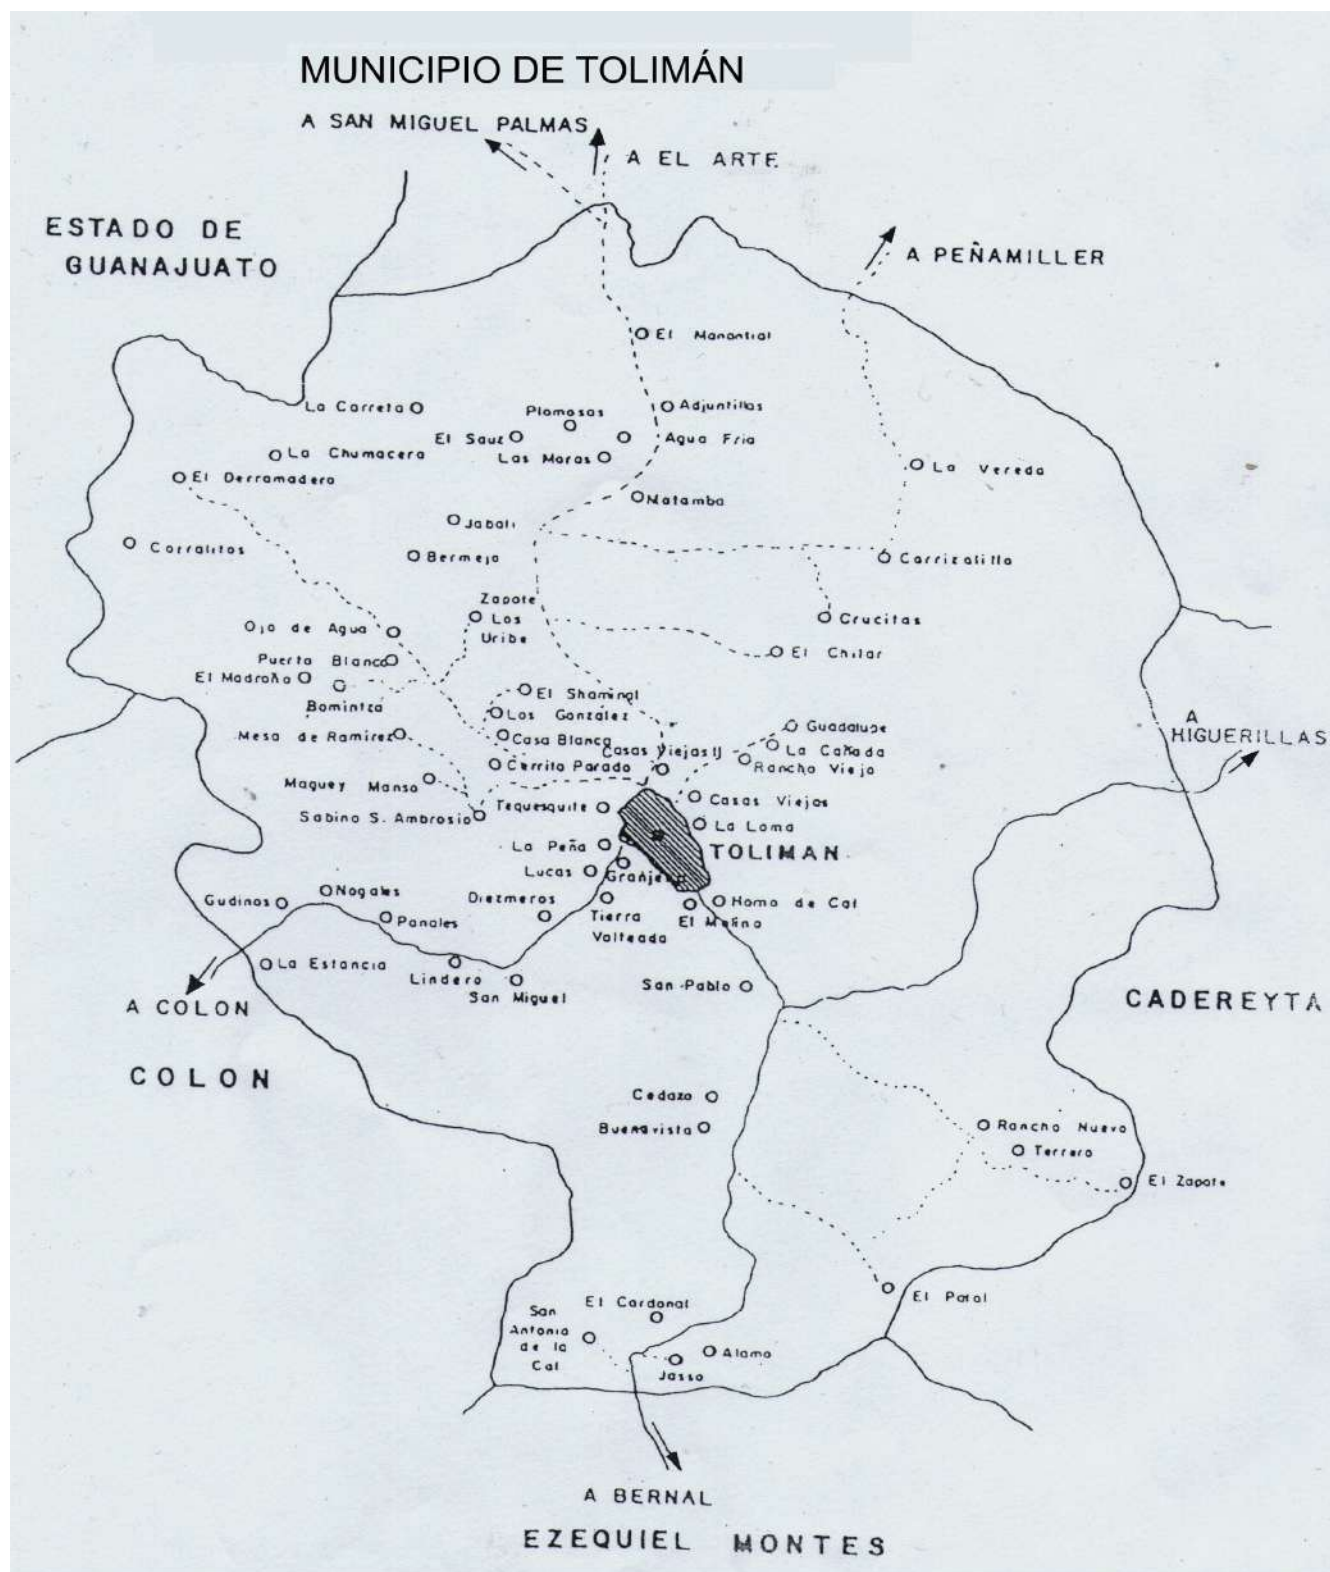 MUNICIPIO DE TOLIMÁN
A SAN MIGUEL PALMAS
A EL ARTE
ESTADO DE
GUANAJUATO
A PEÑAMILLER
El Manantial
La Carreta
Plomosas
Adjuntillas
El Sauz
Agua Fria
La Chumacera
Las Moras
La Vereda
El Derramadero
Matamba
Jabali
Corralitos
Bermejo
Carrizalillo
Zapote
Los
Uribe
Crucitas
Ojo de Agua
El Chilar
Puerta Blanco
El Madroño
Bomintza
El Shaminal
Los González
Guadalupe
A
HIGUERILLAS
Mesa de Ramirez
Casa Blanca
Casas Viejas II
La Cañada
Cerrito Parado
Rancho Viejo
Maguey Manso
Tequesquite
Casas Viejas
Sabino S. Ambrosio
La Loma
La Peña
TOLIMAN
Lucas
Granjeno
Gudinos
Nogales
Diezmeros
Horno de Cal
Panales
Tierra
Volteada
El Molino
La Estancia
Lindero
San Miguel
San-Pablo
A COLON
CADEREYTA
COLON
Cedazo
Buenavista
Rancho Nuevo
Terrero
El Zapote
El Patol
El Cardonal
San
Antonio
de la
Cal
Alamo
Jasso
A BERNAL
EZEQUIEL MONTES